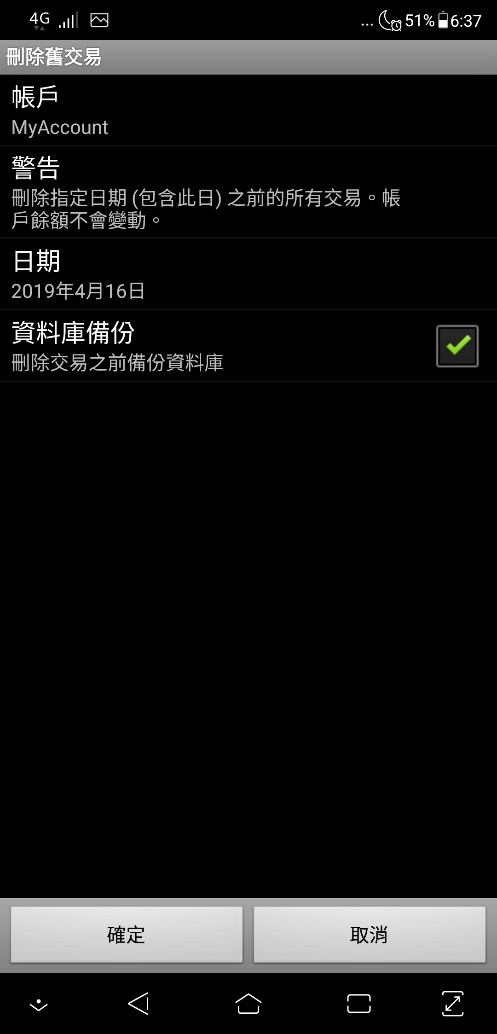 4G ... 51% 6:37
刪除舊交易
帳戶
MyAccount
警告
刪除指定日期 (包含此日) 之前的所有交易。帳
戶餘額不會變動。
日期
2019年4月16日
資料庫備份
刪除交易之前備份資料庫
確定 取消